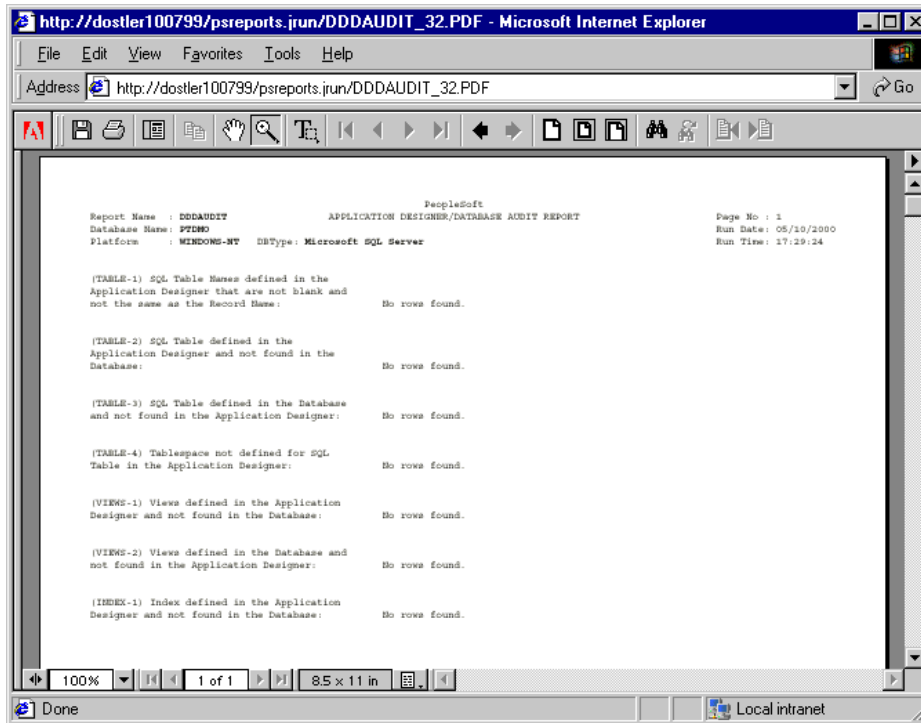 http://dostler100799/psreports.jrun/DDDAUDIT_32.PDF - Microsoft Internet Explorer
File Edit View Favorites Tools Help
Address http://dostler100799/psreports.jrun/DDDAUDIT_32.PDF Go
PeopleSoft
Report Name : DDDAUDIT APPLICATION DESIGNER/DATABASE AUDIT REPORT Page No : 1
Database Name: PTDMO Run Date: 05/10/2000
Platform : WINDOWS-NT DBType: Microsoft SQL Server Run Time: 17:29:24
(TABLE-1) SQL Table Names defined in the
Application Designer that are not blank and
not the same as the Record Name: No rows found.
(TABLE-2) SQL Table defined in the
Application Designer and not found in the
Database: No rows found.
(TABLE-3) SQL Table defined in the Database
and not found in the Application Designer: No rows found.
(TABLE-4) Tablespace not defined for SQL
Table in the Application Designer: No rows found.
(VIEWS-1) Views defined in the Application
Designer and not found in the Database: No rows found.
(VIEWS-2) Views defined in the Database and
not found in the Application Designer: No rows found.
(INDEX-1) Index defined in the Application
Designer and not found in the Database: No rows found.
100% 1 of 1 8.5 x 11 in
Done Local intranet